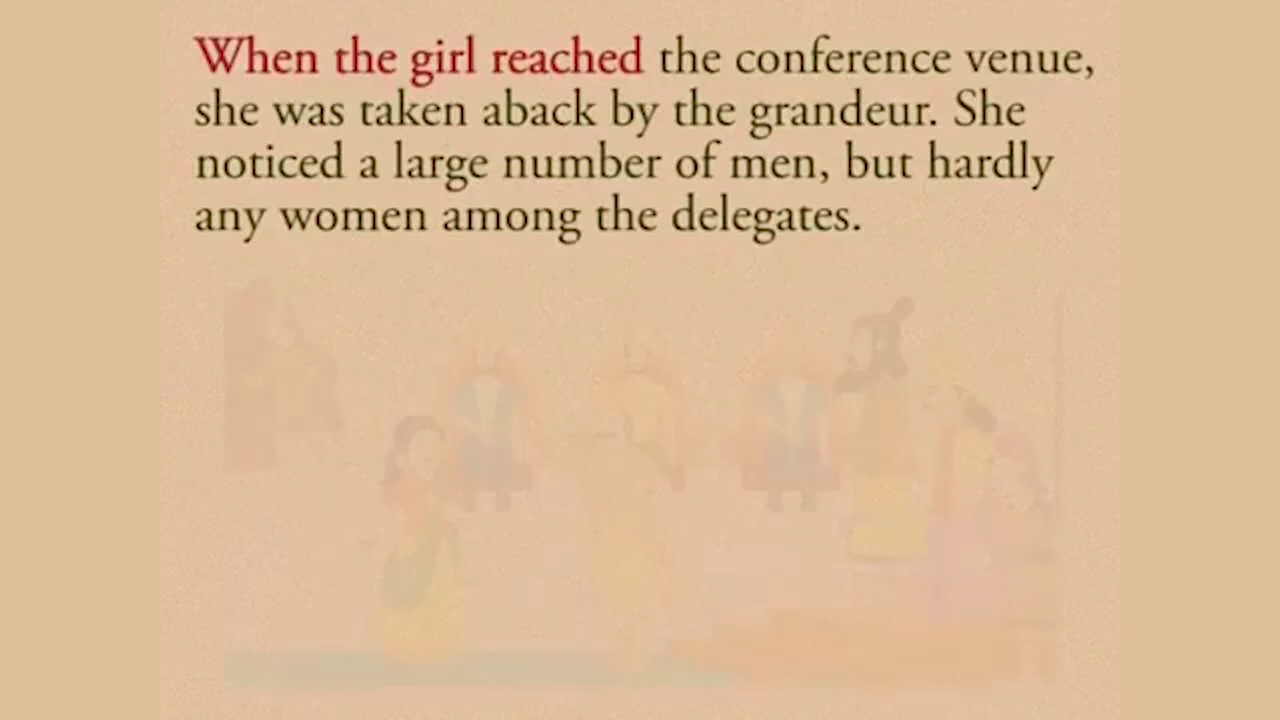 When the girl reached the conference venue,
she was taken aback by the grandeur. She
noticed a large number of men, but hardly
any women among the delegates.